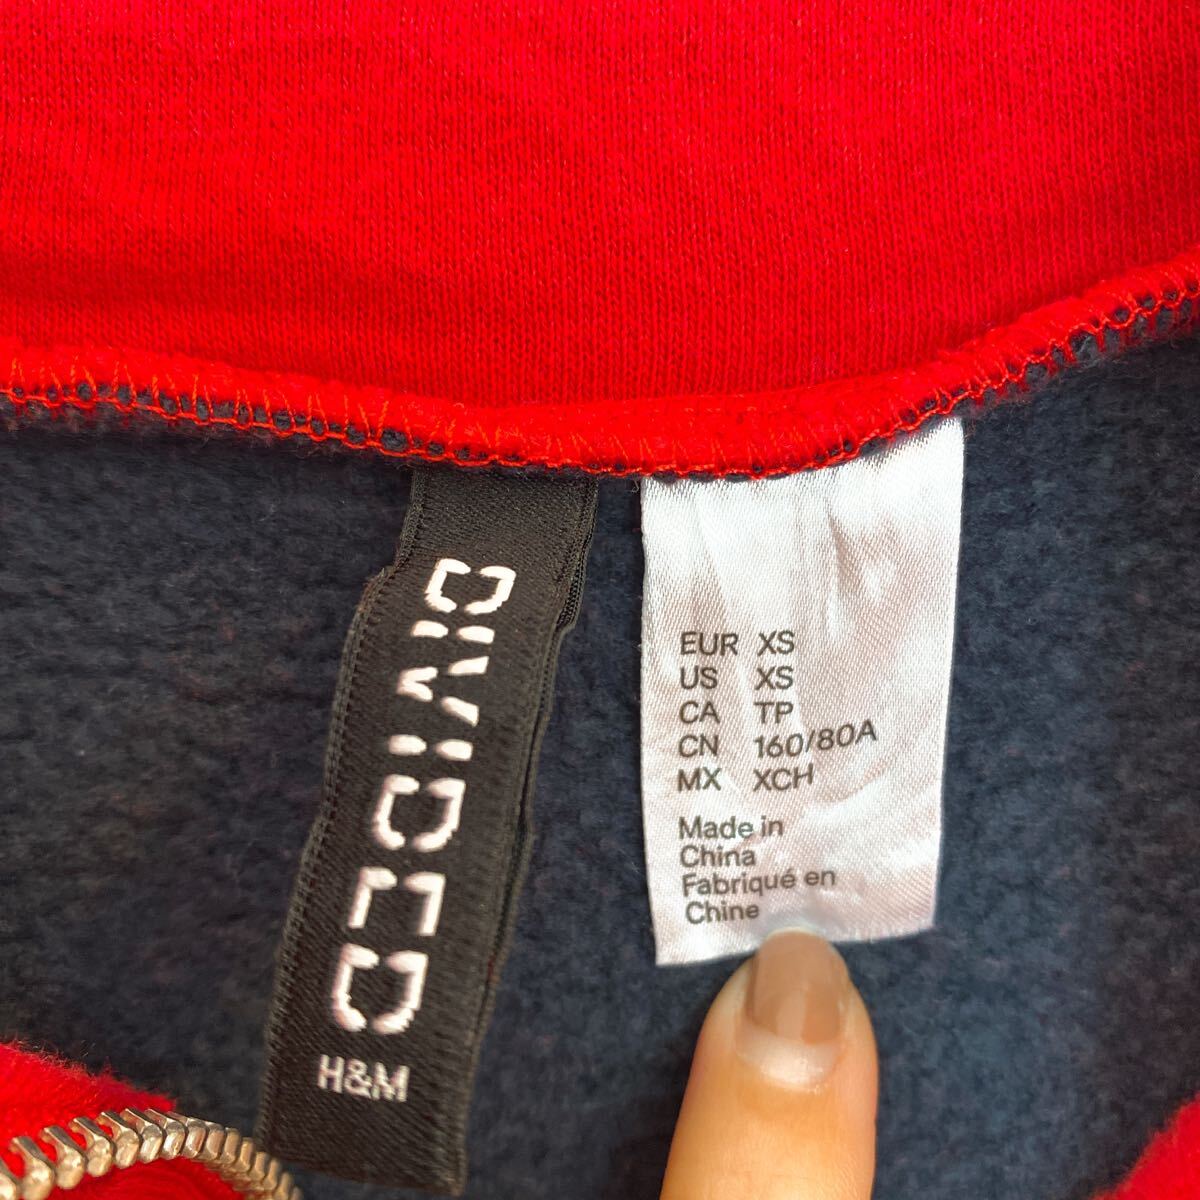 DIVIDED
H&M
EUR XS
US XS
CA TP
CN 160/80A
MX XCH
Made in
China
Fabriqué en
Chine